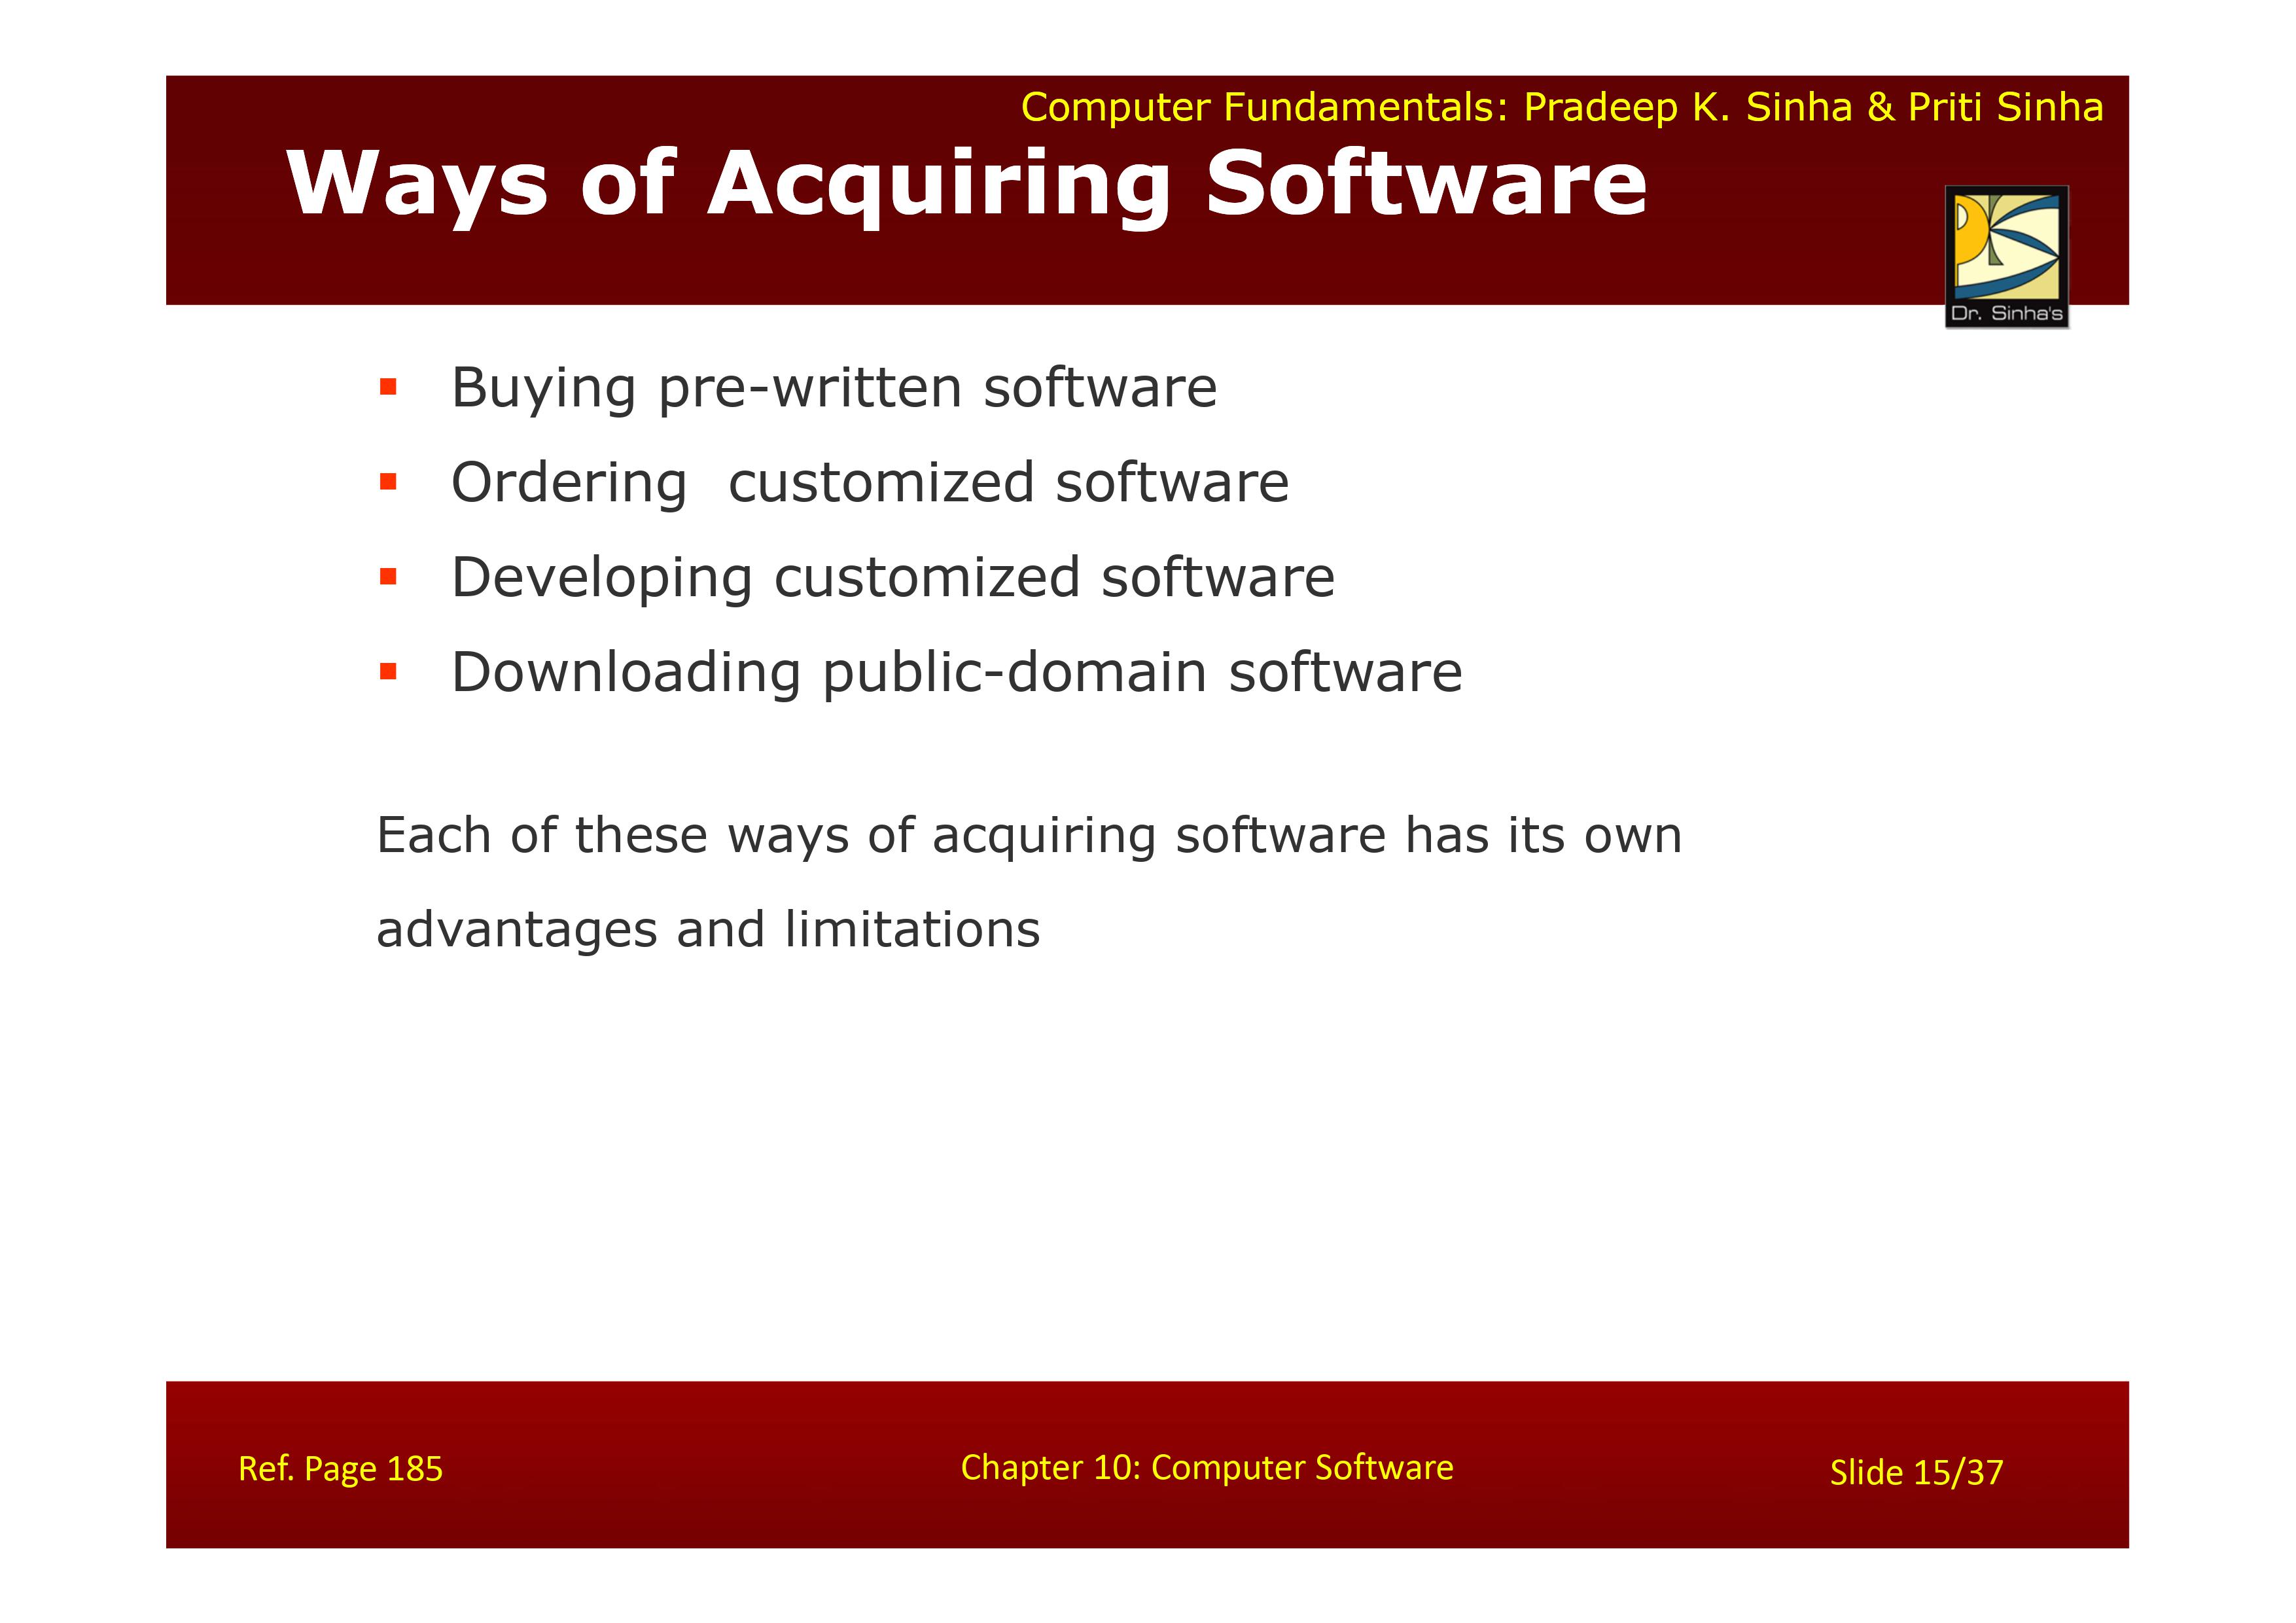 Computer Fundamentals: Pradeep K. Sinha & Priti Sinha
Ways of Acquiring Software
Dr. Sinha's
▪ Buying pre-written software
▪ Ordering  customized software
▪ Developing customized software
▪ Downloading public-domain software
Each of these ways of acquiring software has its own
advantages and limitations
Ref. Page 185
Chapter 10: Computer Software
Slide 15/37